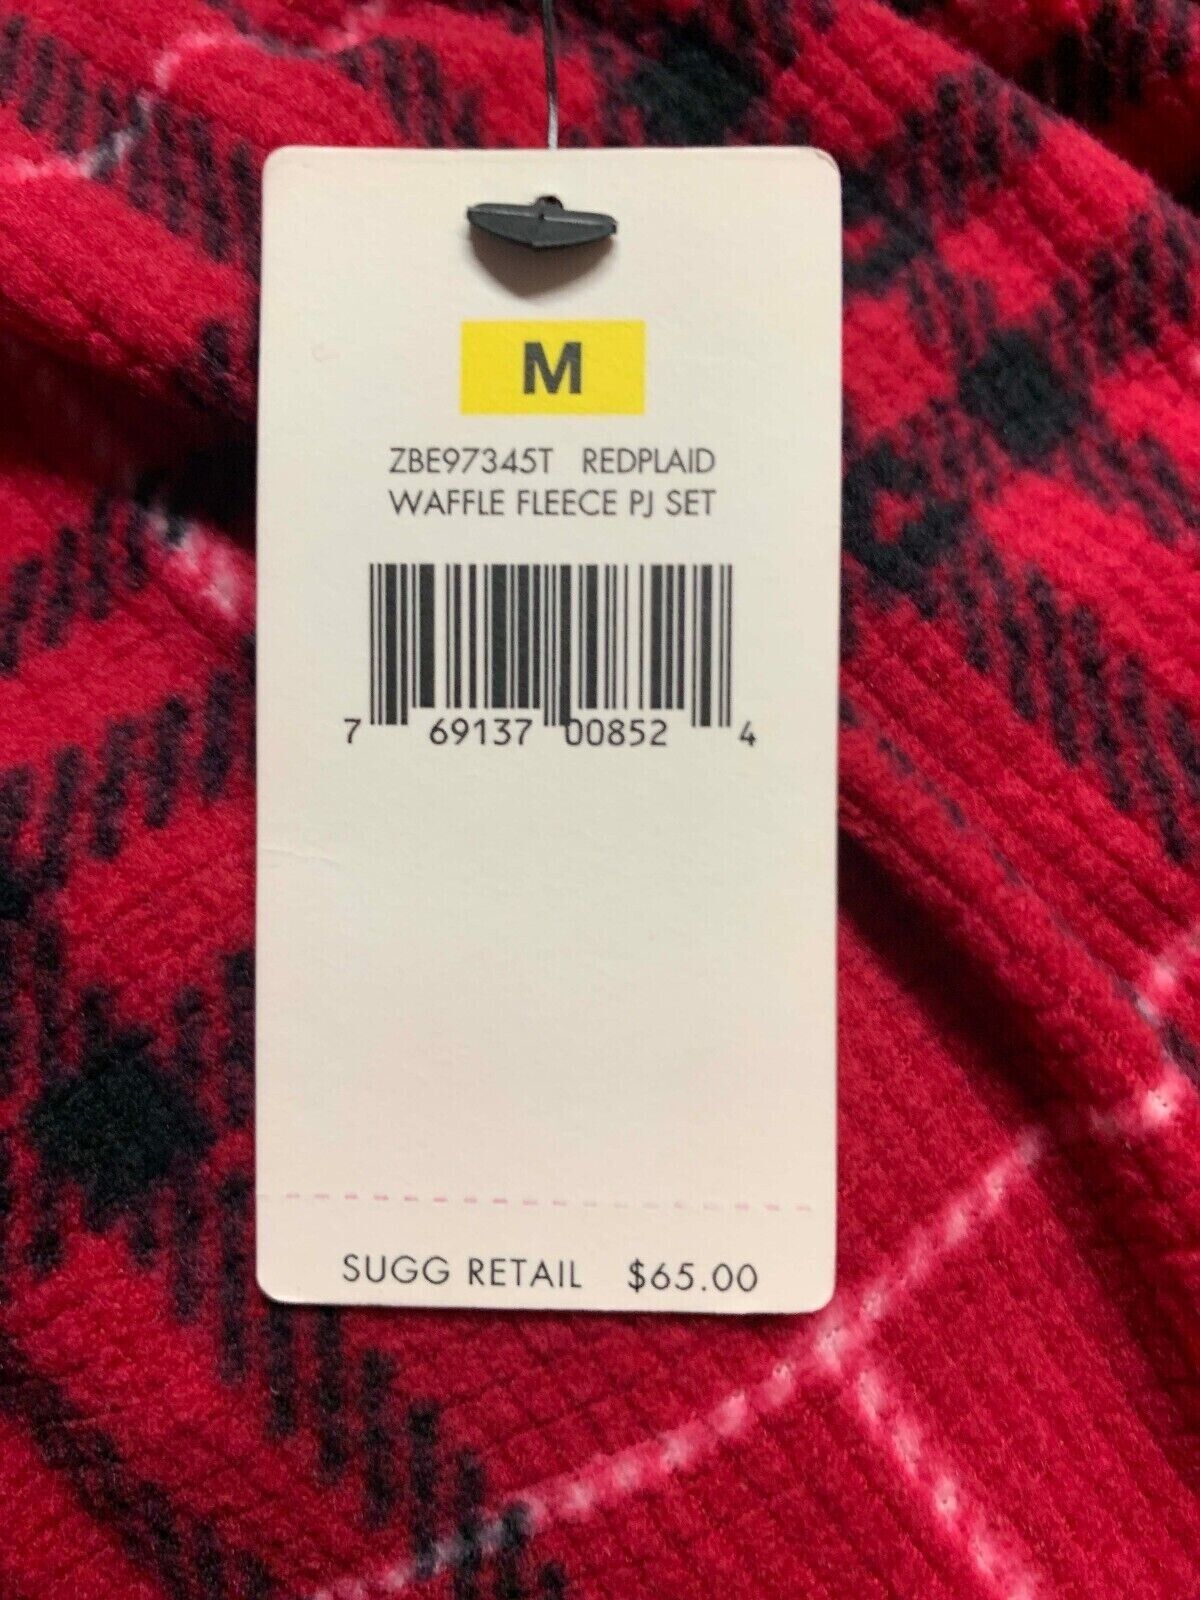 M
ZBE97345T REDPLAID
WAFFLE FLEECE PJ SET
7 69137 00852 4
SUGG RETAIL $65.00